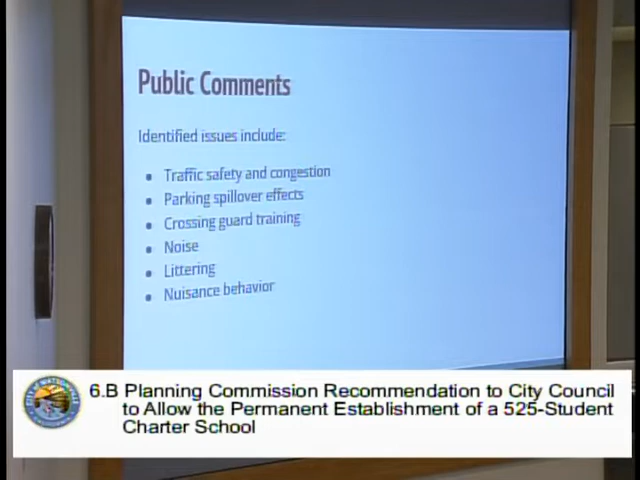 Public Comments
Identified issues include:
• Traffic safety and congestion
• Parking spillover effects
• Crossing guard training
• Noise
• Littering
• Nuisance behavior
6.B Planning Commission Recommendation to City Council
to Allow the Permanent Establishment of a 525-Student
Charter School